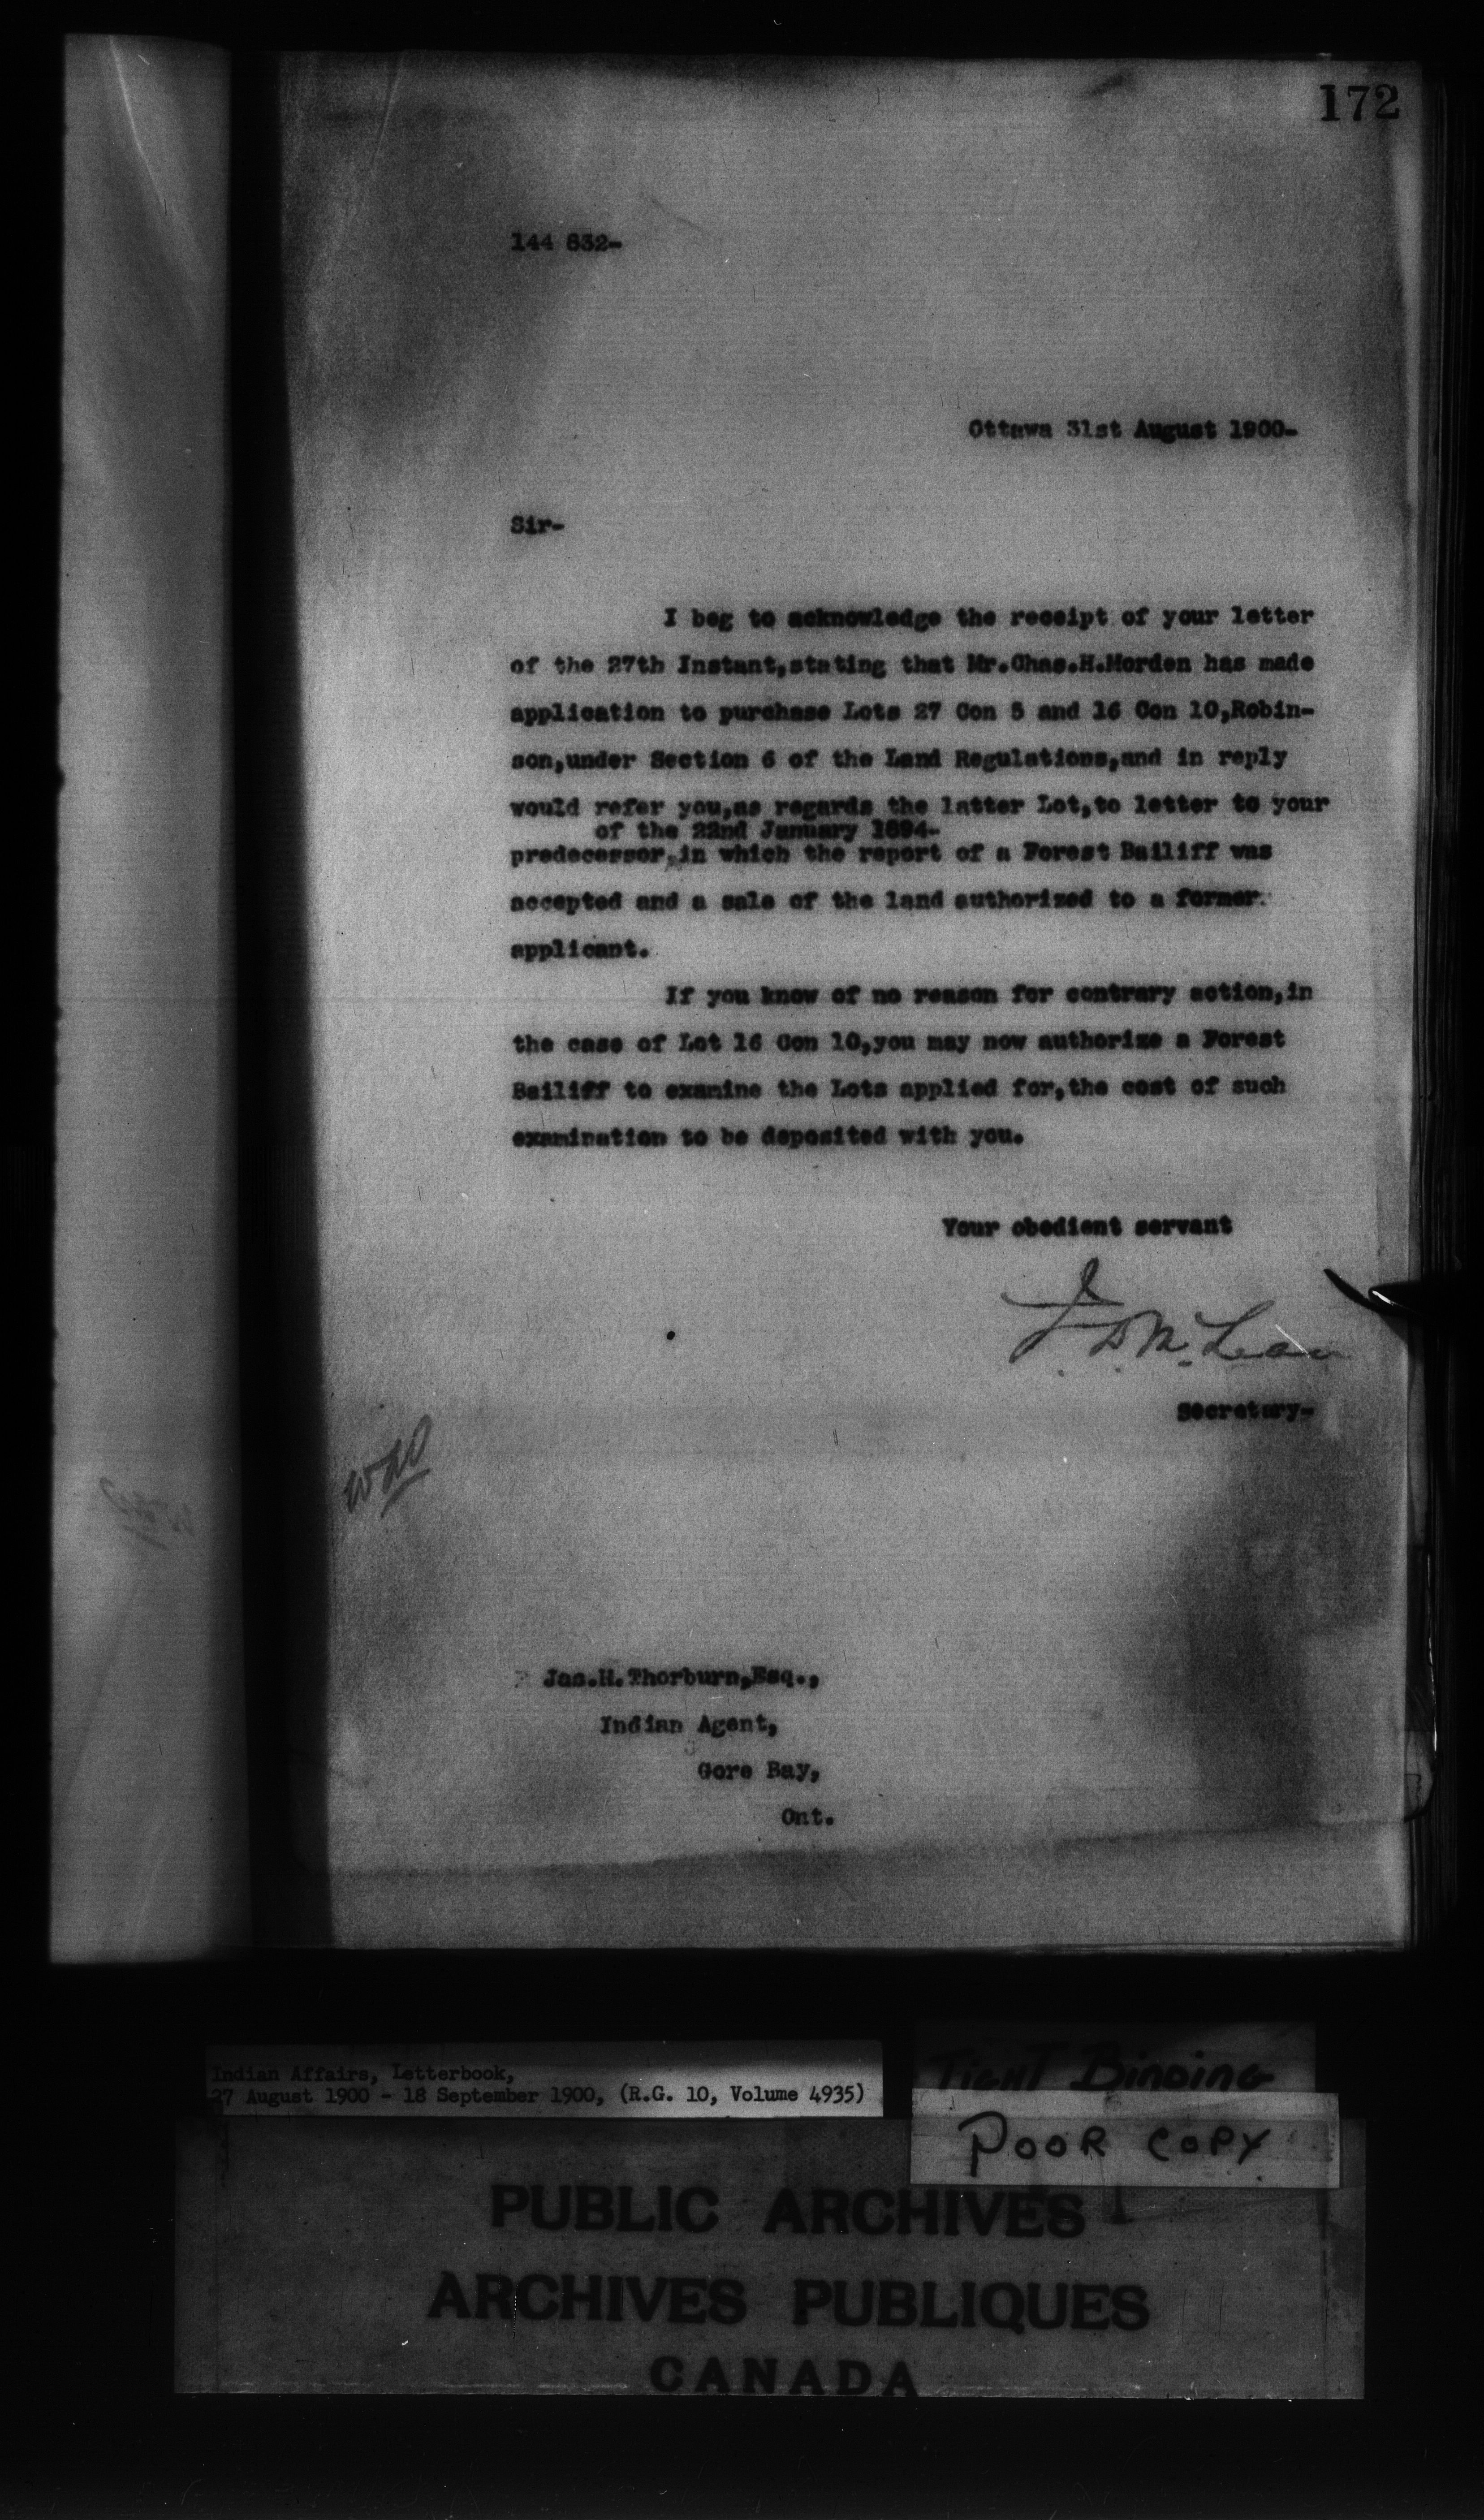 172
144 832-
Ottawa 31st August 1900-
Sir-
I beg to acknowledge the receipt of your letter
of the 27th Instant,stating that Mr.Chas.H.Morden has made
application to purchase Lots 27 Con 5 and 16 Con 10,Robin-
son,under Section 6 of the Land Regulations,and in reply
would refer you,as regards the latter Lot,to letter to your
of the 22nd January 1894-
predecessor,in which the report of a Forest Bailiff was
accepted and a sale of the land authorized to a former
applicant.
If you know of no reason for contrary action,in
the case of Lot 16 Con 10,you may now authorize a Forest
Bailiff to examine the Lots applied for,the cost of such
examination to be deposited with you.
Your obedient servant
J. D. McLean
Secretary-
Jas.H.Thorburn,Esq.,
Indian Agent,
Gore Bay,
Ont.
Indian Affairs, Letterbook,
27 August 1900 - 18 September 1900, (R.G. 10, Volume 4935)
TIGHT BINDING
POOR COPY
PUBLIC ARCHIVES
ARCHIVES PUBLIQUES
CANADA